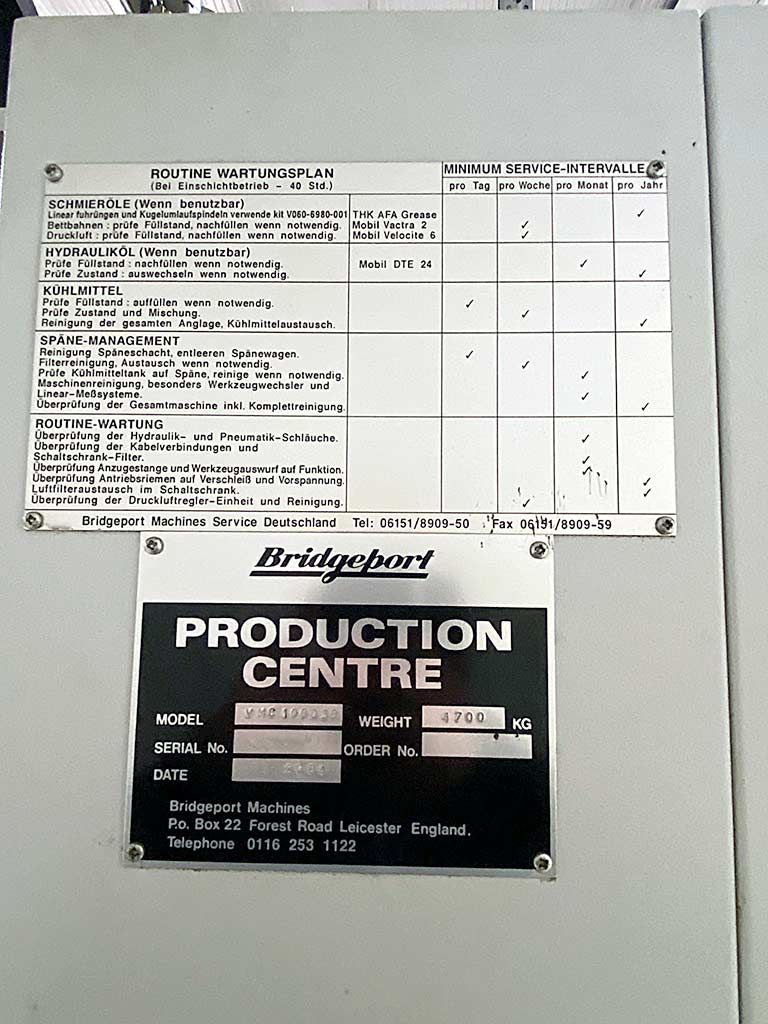 ROUTINE WARTUNGSPLAN
(Bei Einschichtbetrieb - 40 Std.)
MINIMUM SERVICE-INTERVALLE
pro Tag pro Woche pro Monat pro Jahr
SCHMIERÖLE (Wenn benutzbar)
Linear fuhrüngen und Kugelumlaufspindeln verwende kit V060-6980-001 THK AFA Grease ✓
Bettbahnen : prüfe Füllstand, nachfüllen wenn notwendig. Mobil Vactra 2 ✓
Druckluft : prüfe Füllstand, nachfüllen wenn notwendig. Mobil Velocite 6 ✓
HYDRAULIKÖL (Wenn benutzbar)
Prüfe Füllstand : nachfüllen wenn notwendig. Mobil DTE 24 ✓
Prüfe Zustand : auswechseln wenn notwendig. ✓
KÜHLMITTEL
Prüfe Füllstand : auffüllen wenn notwendig. ✓
Prüfe Zustand und Mischung. ✓
Reinigung der gesamten Anglage, Kühlmittelaustausch. ✓
SPÄNE-MANAGEMENT
Reinigung Späneschacht, entleeren Spänewagen. ✓
Filterreinigung, Austausch wenn notwendig. ✓
Prüfe Kühlmitteltank auf Späne, reinige wenn notwendig. ✓
Maschinenreinigung, besonders Werkzeugwechsler und
Linear-Meßsysteme. ✓
Überprüfung der Gesamtmaschine inkl. Komplettreinigung. ✓
ROUTINE-WARTUNG
Überprüfung der Hydraulik- und Pneumatik-Schläuche. ✓
Überprüfung der Kabelverbindungen und
Schaltschrank-Filter. ✓
Überprüfung Anzugestange und Werkzeugauswurf auf Funktion. ✓
Überprüfung Antriebsriemen auf Verschleiß und Vorspannung. ✓
Luftfilteraustausch im Schaltschrank. ✓
Überprüfung der Druckluftregler-Einheit und Reinigung. ✓
Bridgeport Machines Service Deutschland Tel: 06151/8909-50 Fax 06151/8909-59
Bridgeport
PRODUCTION
CENTRE
MODEL WEIGHT 4700 KG
SERIAL No. ORDER No.
DATE
Bridgeport Machines
P.o. Box 22 Forest Road Leicester England.
Telephone 0116 253 1122